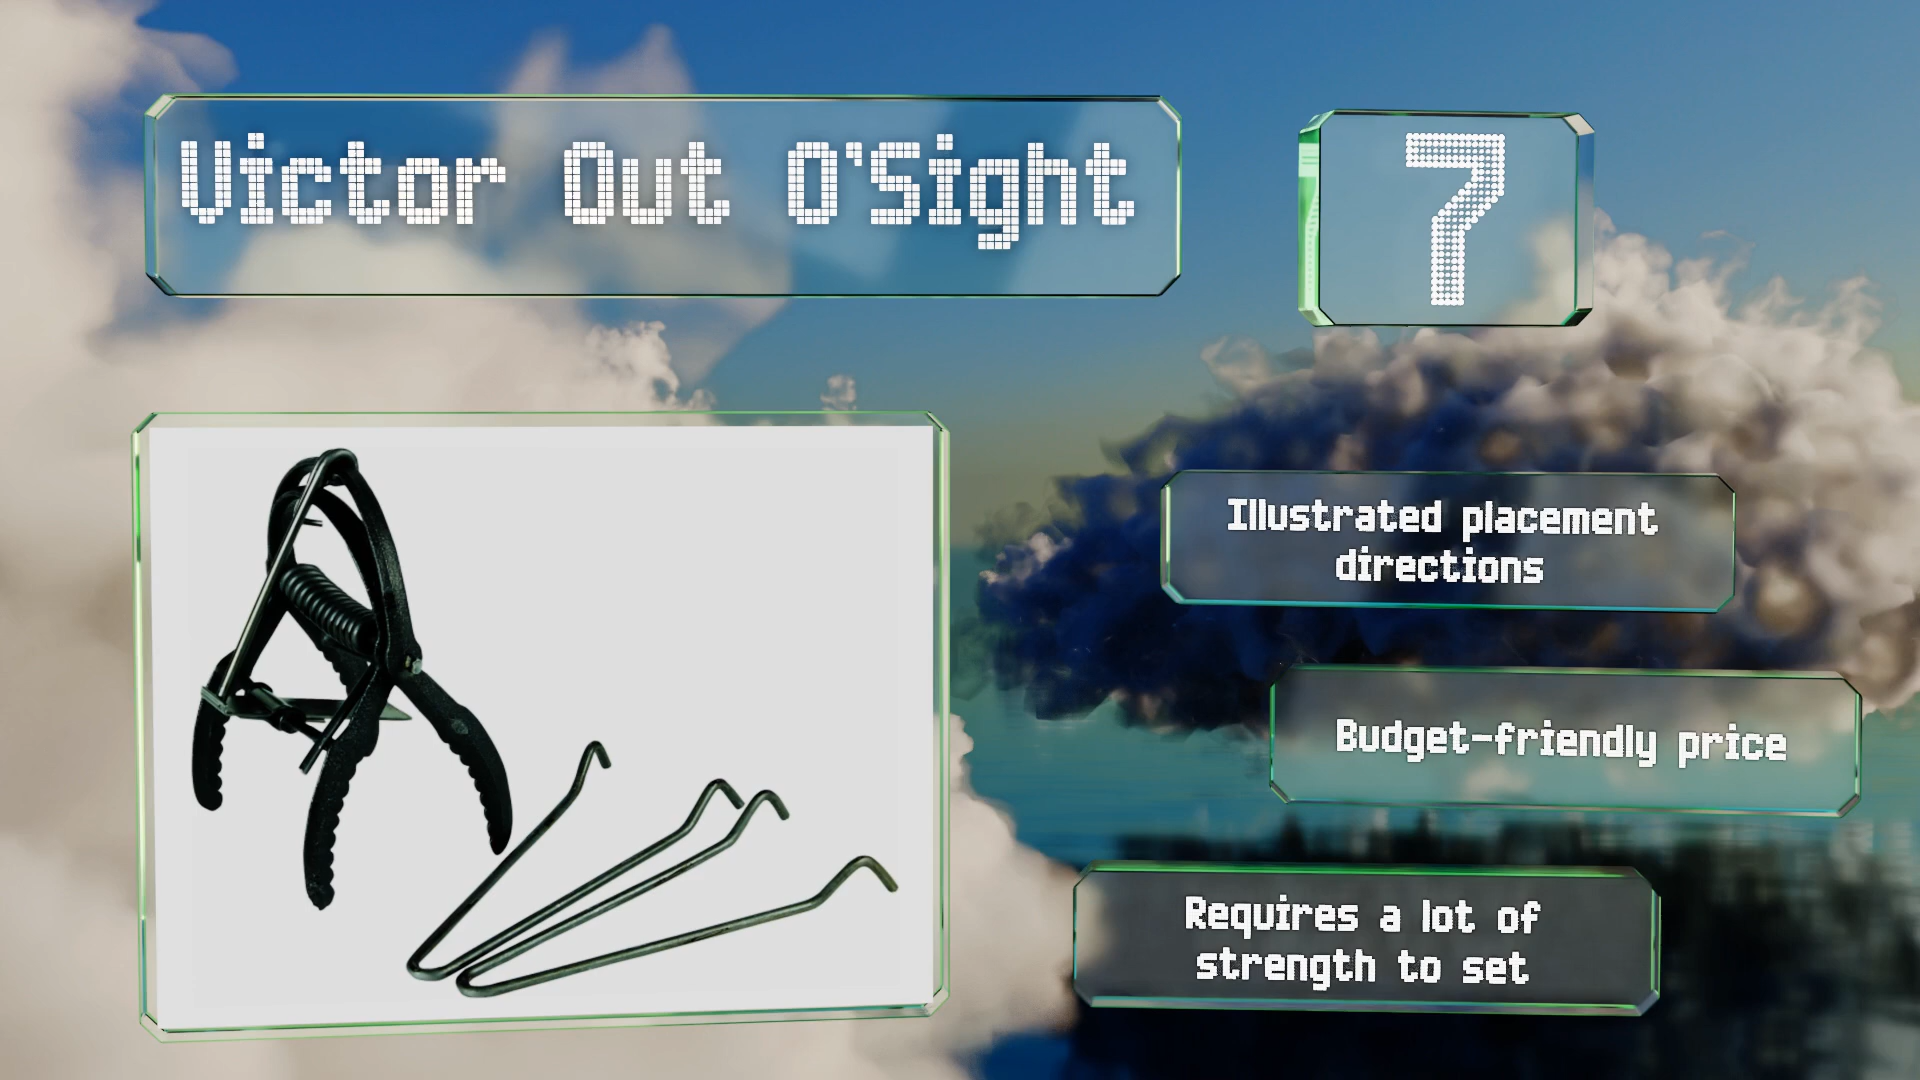 Victor Out O'Sight
7
Illustrated placement
directions
Budget-friendly price
Requires a lot of
strength to set